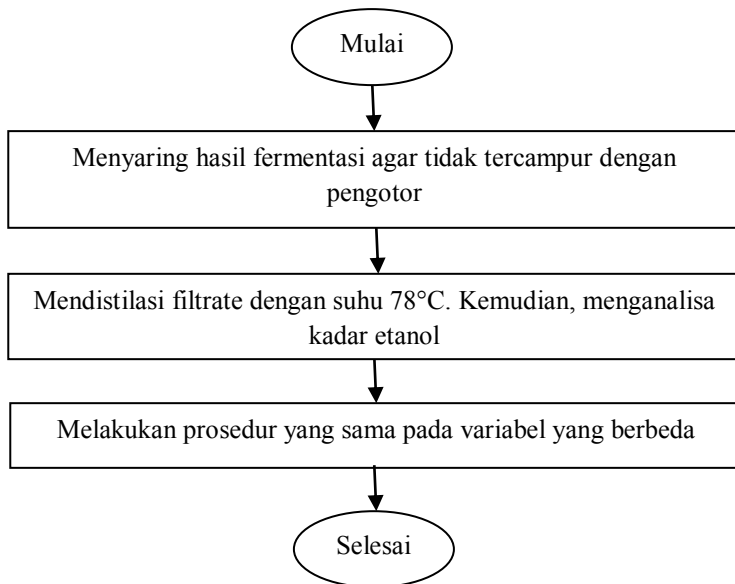 Mulai
Menyaring hasil fermentasi agar tidak tercampur dengan
pengotor
Mendistilasi filtrate dengan suhu 78°C. Kemudian, menganalisa
kadar etanol
Melakukan prosedur yang sama pada variabel yang berbeda
Selesai